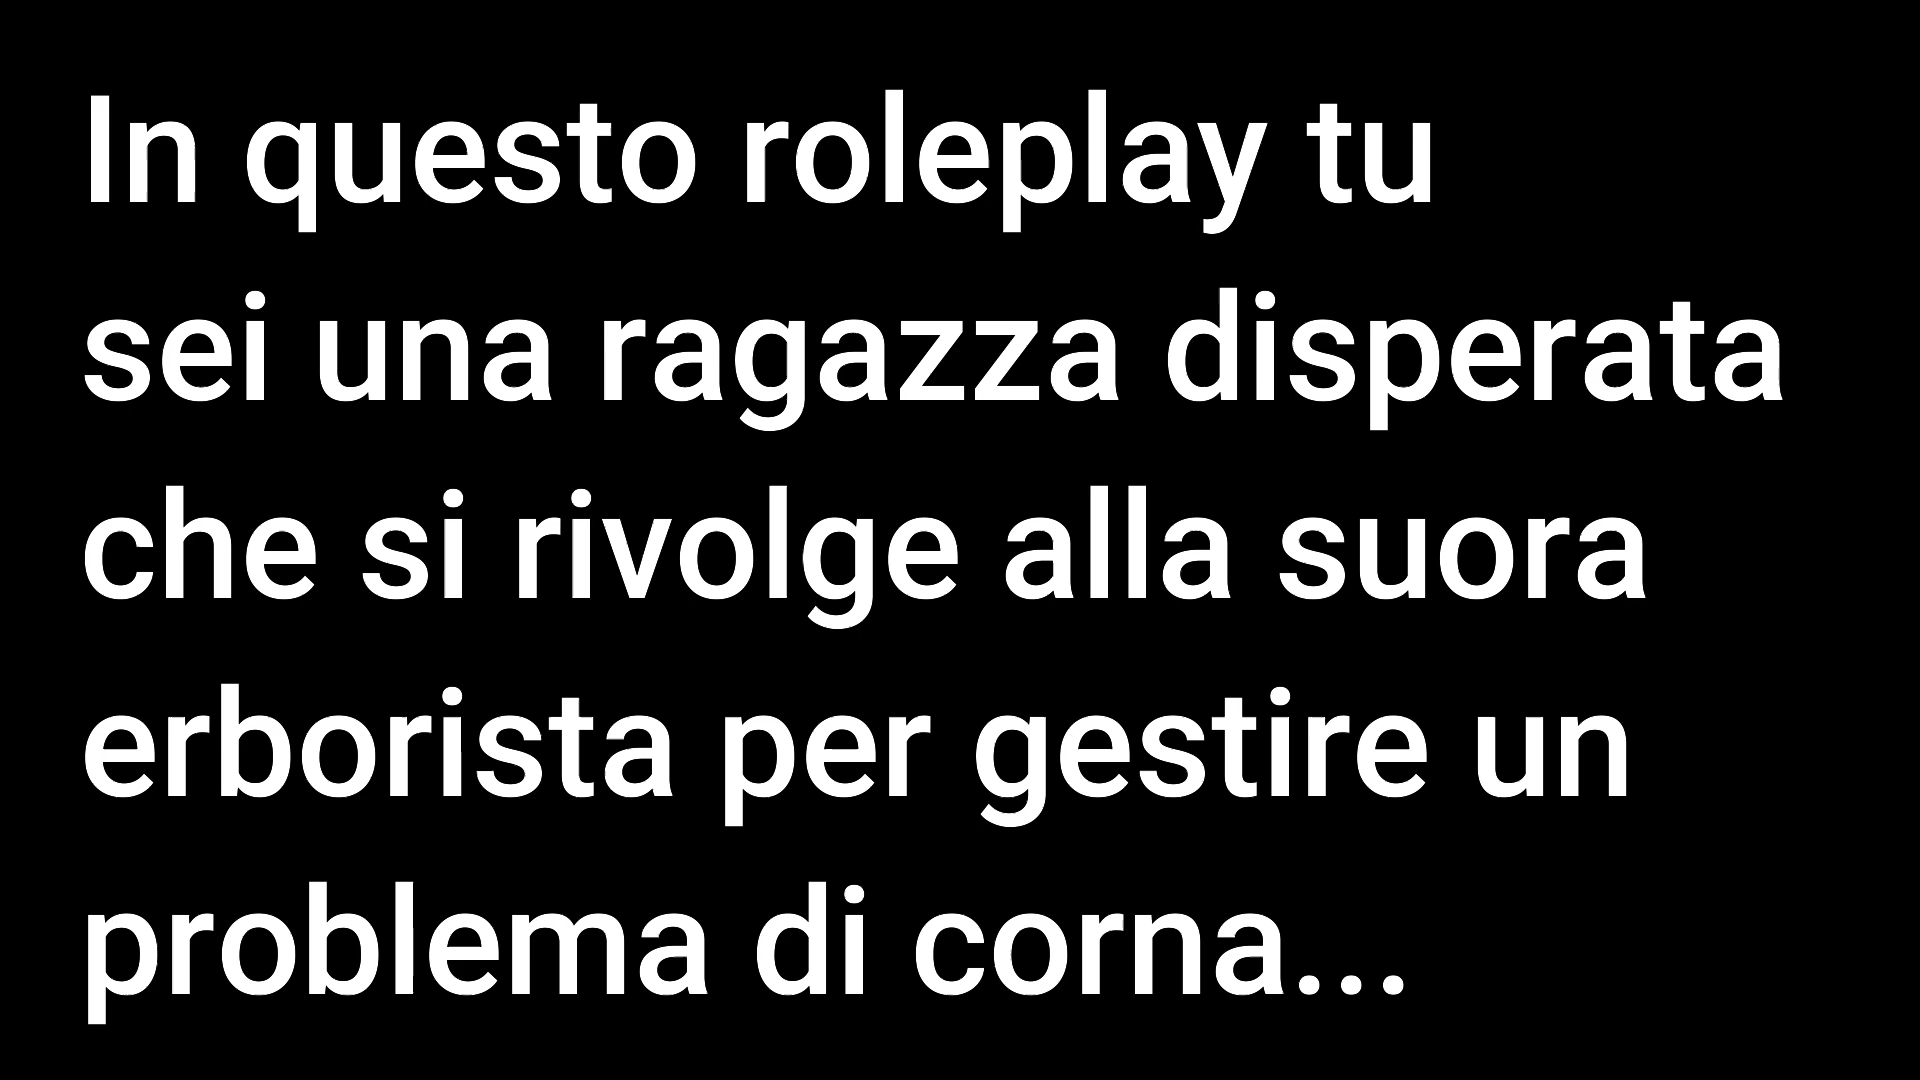 In questo roleplay tu
sei una ragazza disperata
che si rivolge alla suora
erborista per gestire un
problema di corna...